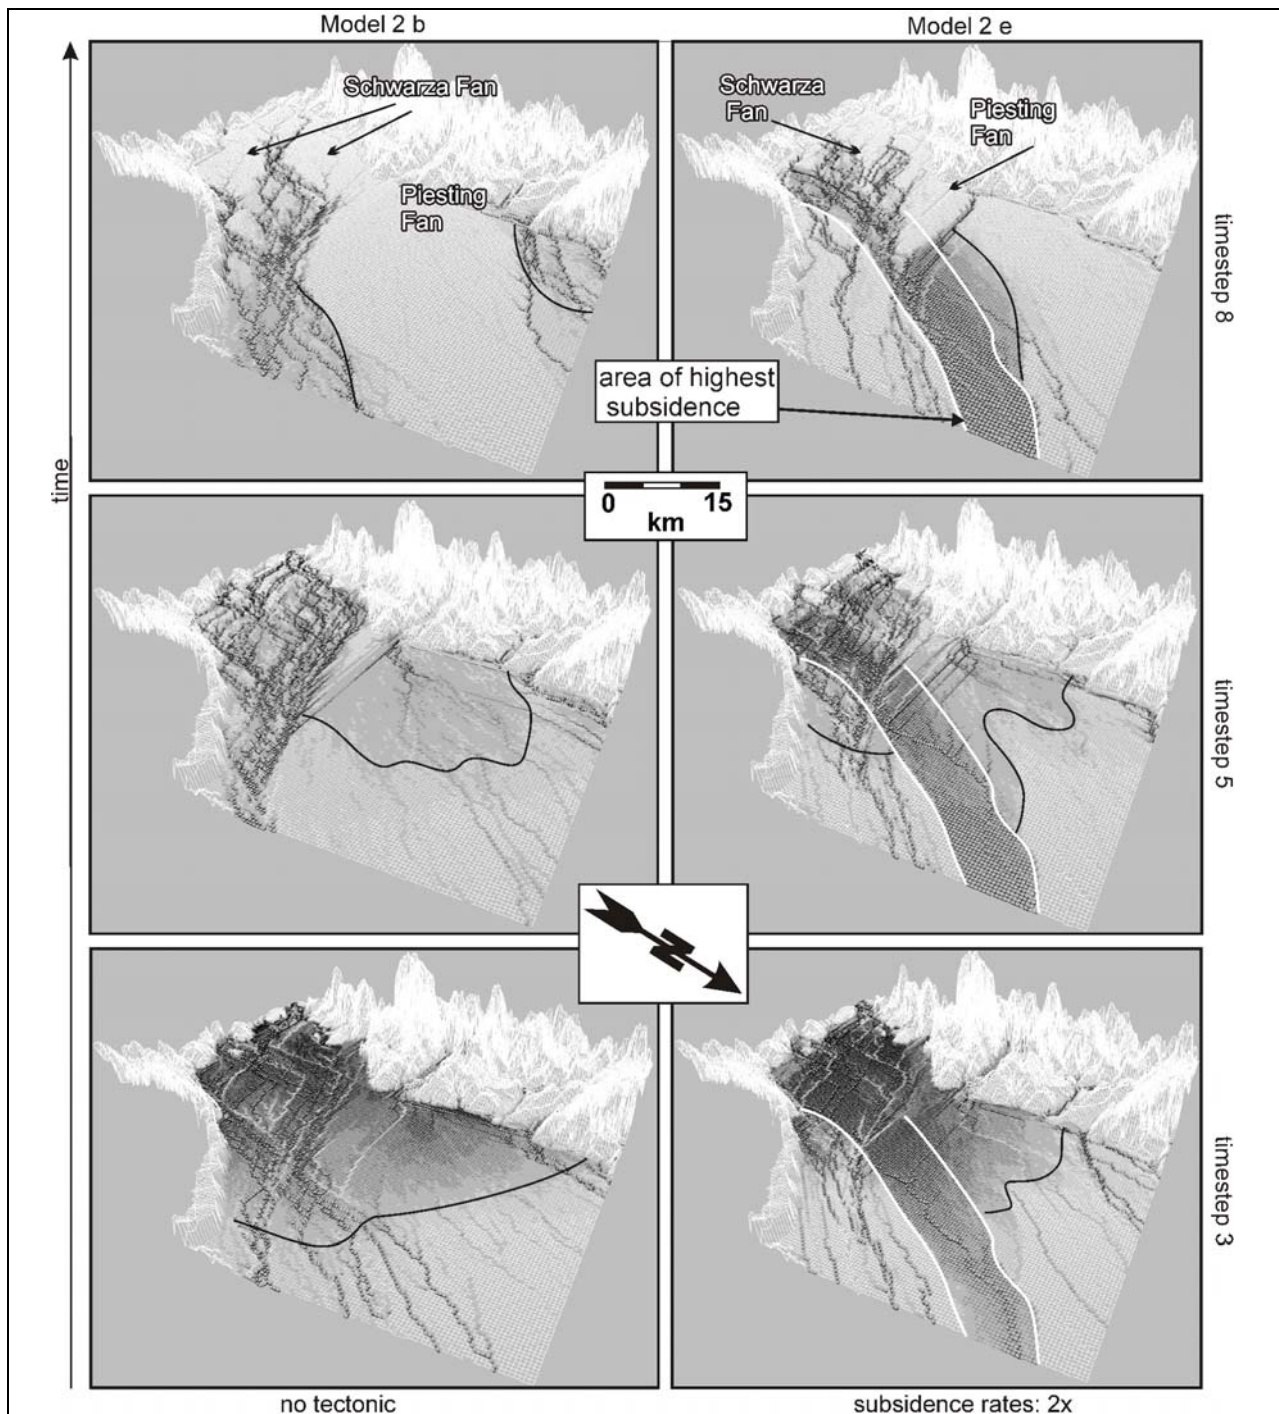 Model 2 b
Model 2 e
Schwarza Fan
Piesting
Fan
Schwarza
Fan
Piesting
Fan
timestep 8
area of highest
subsidence
time
0 15
km
timestep 5
N
timestep 3
no tectonic
subsidence rates: 2x